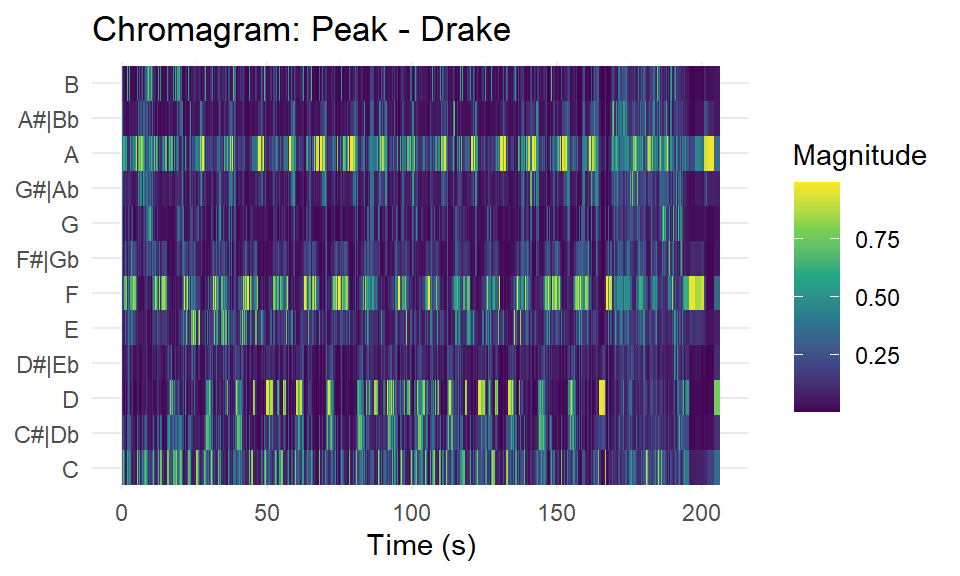 Chromagram: Peak - Drake
B
A#|Bb
A
G#|Ab
G
F#|Gb
F
E
D#|Eb
D
C#|Db
C
0 50 100 150 200
Time (s)
Magnitude
0.75
0.50
0.25